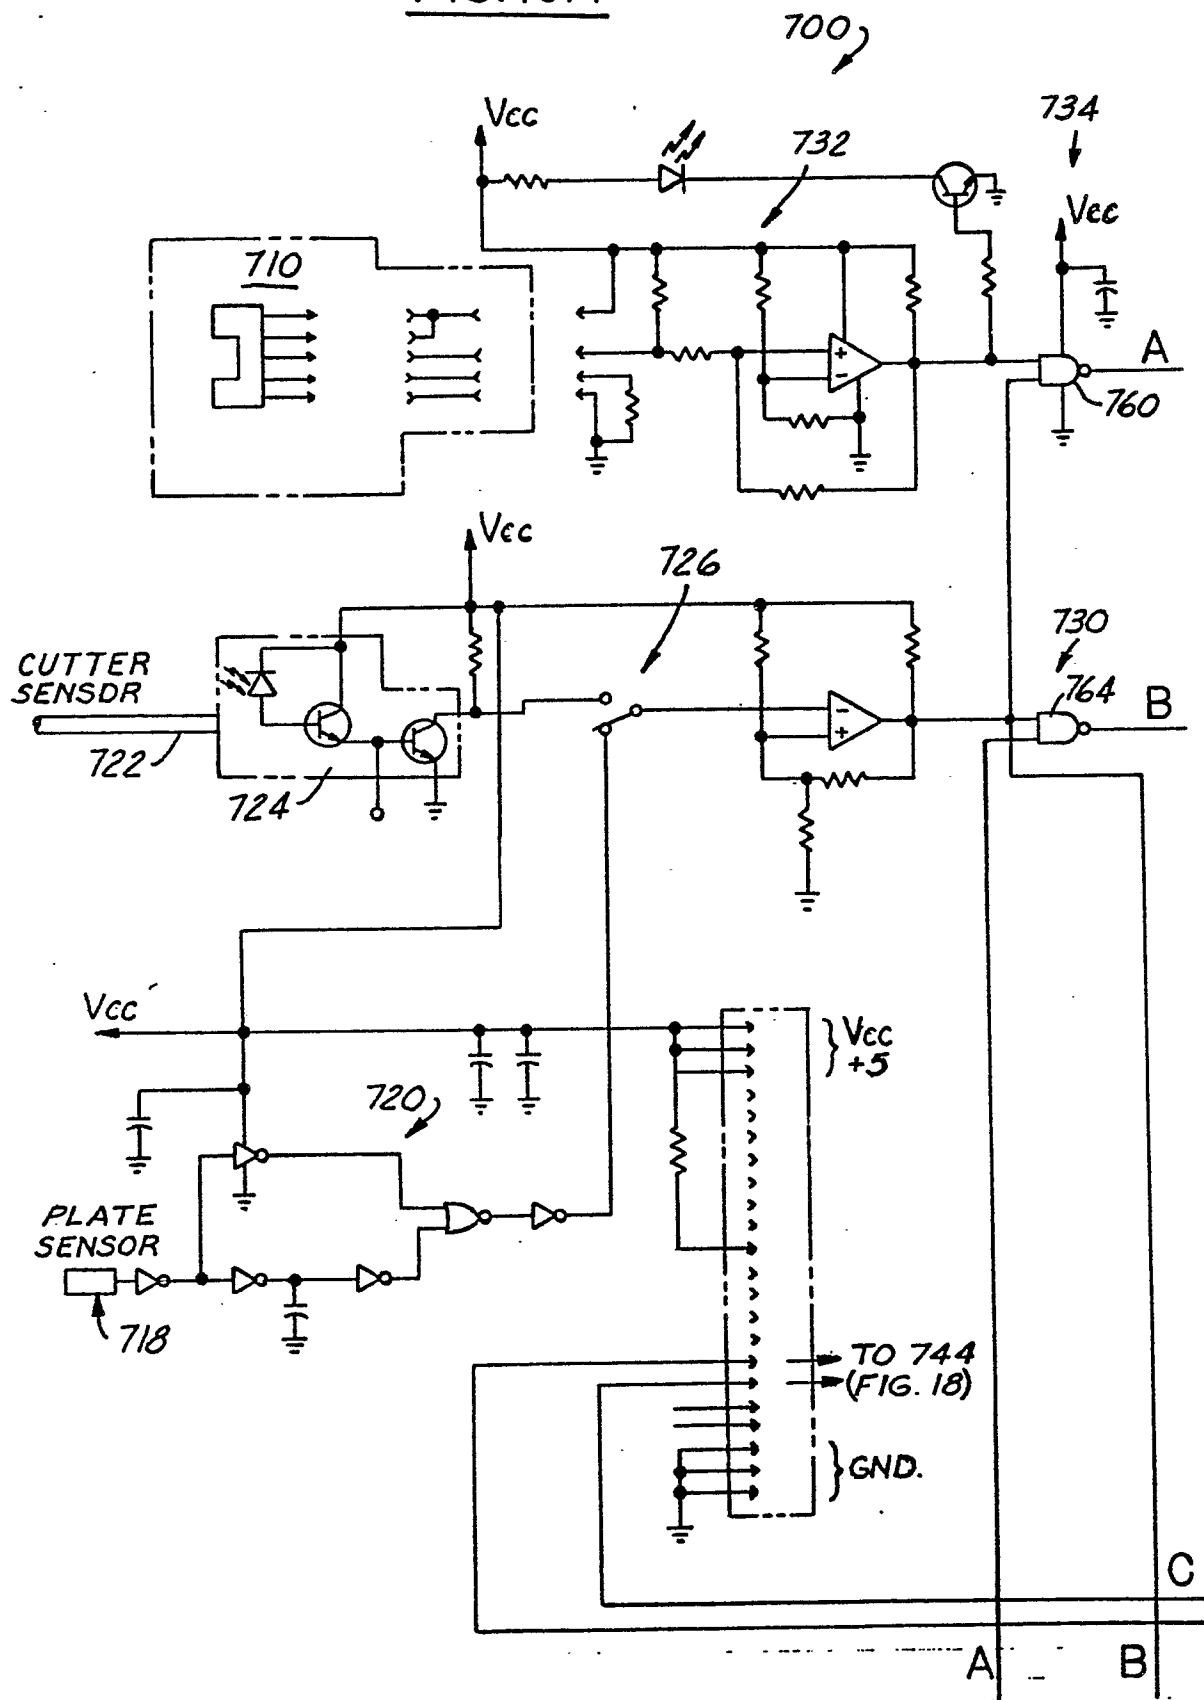 700
Vcc
732
734
Vcc
710
A
760
Vcc
726
730
CUTTER
SENSOR
764
B
722
724
Vcc
Vcc
+5
720
PLATE
SENSOR
718
TO 744
(FIG. 18)
GND.
C
A
B